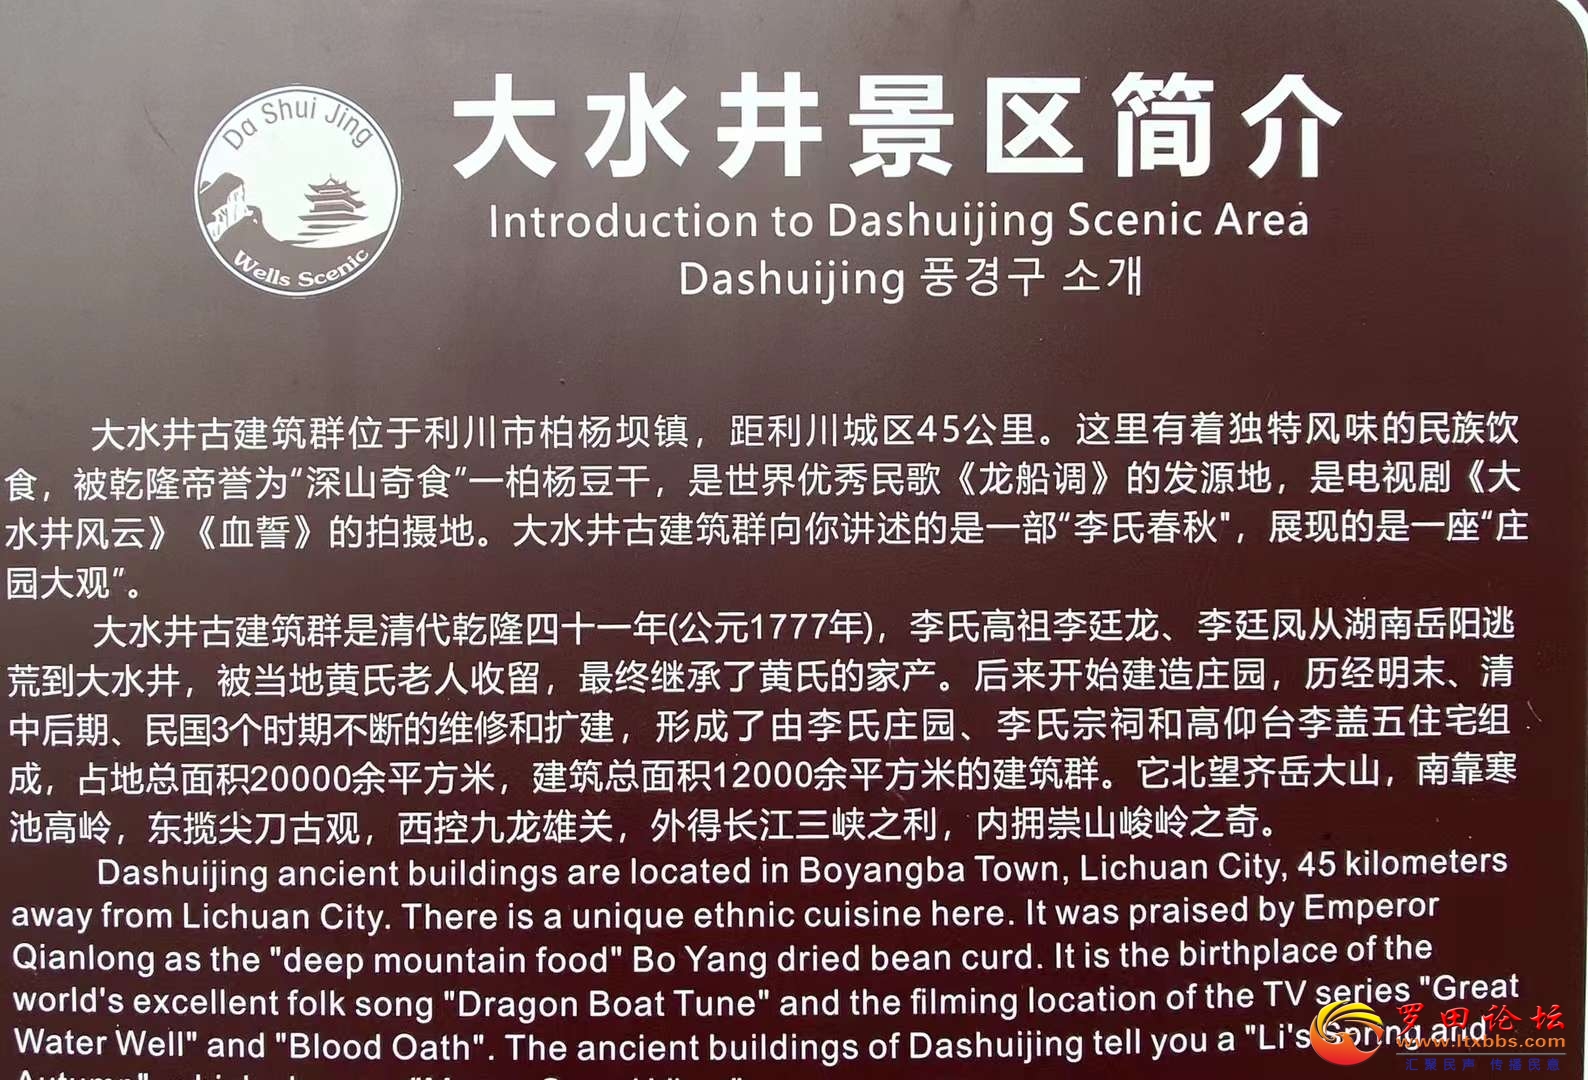 Da Shui Jing
Wells Scenic
大水井景区简介
Introduction to Dashuijing Scenic Area
Dashuijing 풍경구 소개
大水井古建筑群位于利川市柏杨坝镇，距利川城区45公里。这里有着独特风味的民族饮
食，被乾隆帝誉为“深山奇食”一柏杨豆干，是世界优秀民歌《龙船调》的发源地，是电视剧《大
水井风云》《血誓》的拍摄地。大水井古建筑群向你讲述的是一部“李氏春秋"，展现的是一座“庄
园大观”。
大水井古建筑群是清代乾隆四十一年(公元1777年)，李氏高祖李廷龙、李廷凤从湖南岳阳逃
荒到大水井，被当地黄氏老人收留，最终继承了黄氏的家产。后来开始建造庄园，历经明末、清
中后期、民国3个时期不断的维修和扩建，形成了由李氏庄园、李氏宗祠和高仰台李盖五住宅组
成，占地总面积20000余平方米，建筑总面积12000余平方米的建筑群。它北望齐岳大山，南靠寒
池高岭，东揽尖刀古观，西控九龙雄关，外得长江三峡之利，内拥崇山峻岭之奇。
Dashuijing ancient buildings are located in Boyangba Town, Lichuan City, 45 kilometers
away from Lichuan City. There is a unique ethnic cuisine here. It was praised by Emperor
Qianlong as the "deep mountain food" Bo Yang dried bean curd. It is the birthplace of the
world's excellent folk song "Dragon Boat Tune" and the filming location of the TV series "Great
Water Well" and "Blood Oath". The ancient buildings of Dashuijing tell you a "Li's Spring and
罗田论坛
www.ltxbbs.com
汇聚民声 传播民意